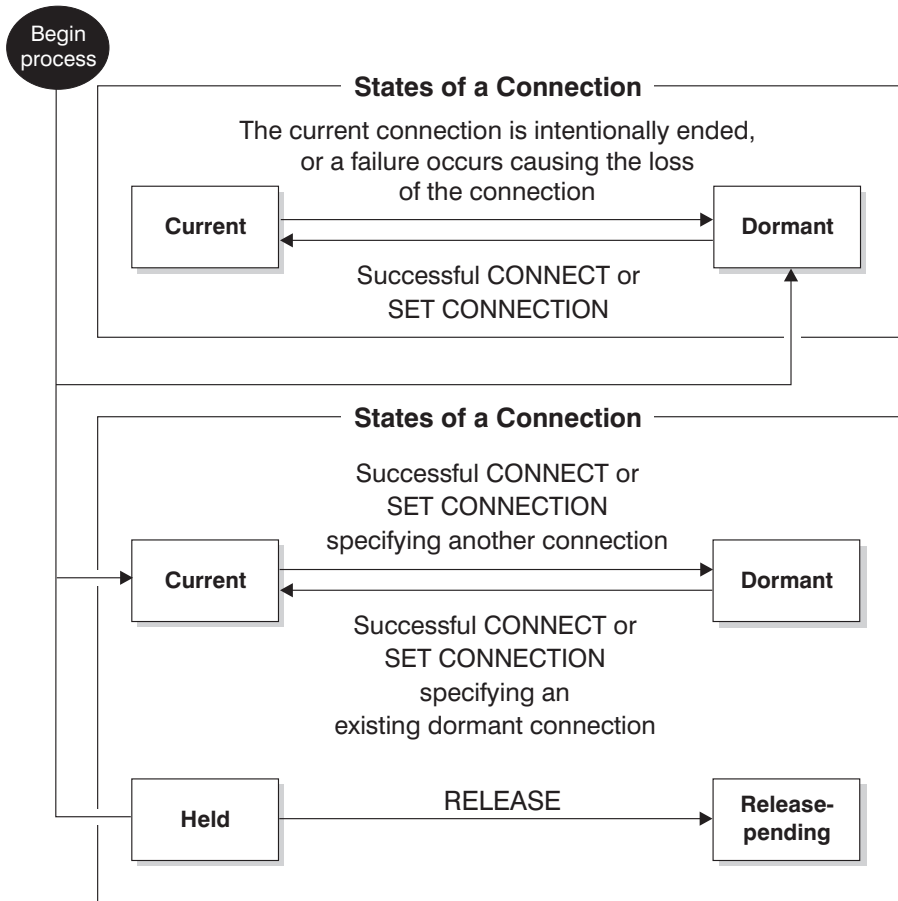 Begin
process
States of a Connection
The current connection is intentionally ended,
or a failure occurs causing the loss
of the connection
Current
Dormant
Successful CONNECT or
SET CONNECTION
States of a Connection
Successful CONNECT or
SET CONNECTION
specifying another connection
Current
Dormant
Successful CONNECT or
SET CONNECTION
specifying an
existing dormant connection
Held
RELEASE
Release-
pending